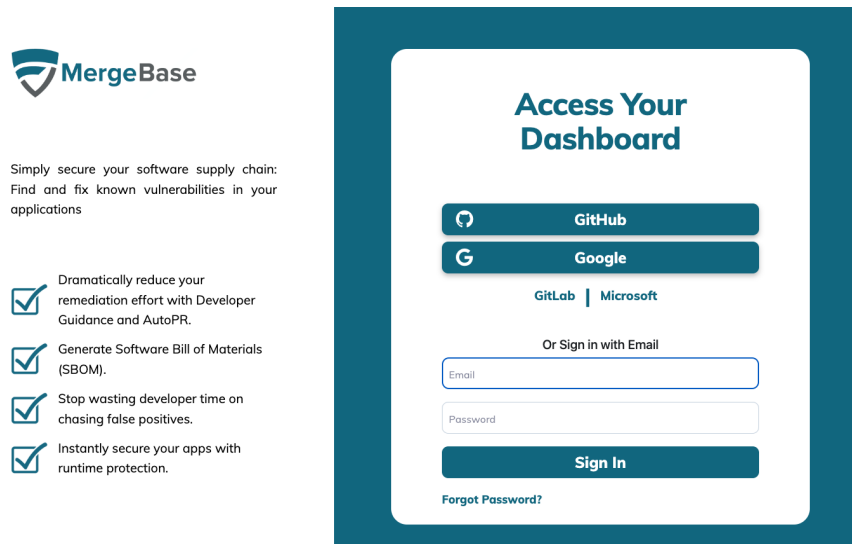 MergeBase
Simply secure your software supply chain:
Find and fix known vulnerabilities in your
applications
Dramatically reduce your
remediation effort with Developer
Guidance and AutoPR.
Generate Software Bill of Materials
(SBOM).
Stop wasting developer time on
chasing false positives.
Instantly secure your apps with
runtime protection.
Access Your
Dashboard
GitHub
G Google
GitLab | Microsoft
Or Sign in with Email
Email
Password
Sign In
Forgot Password?